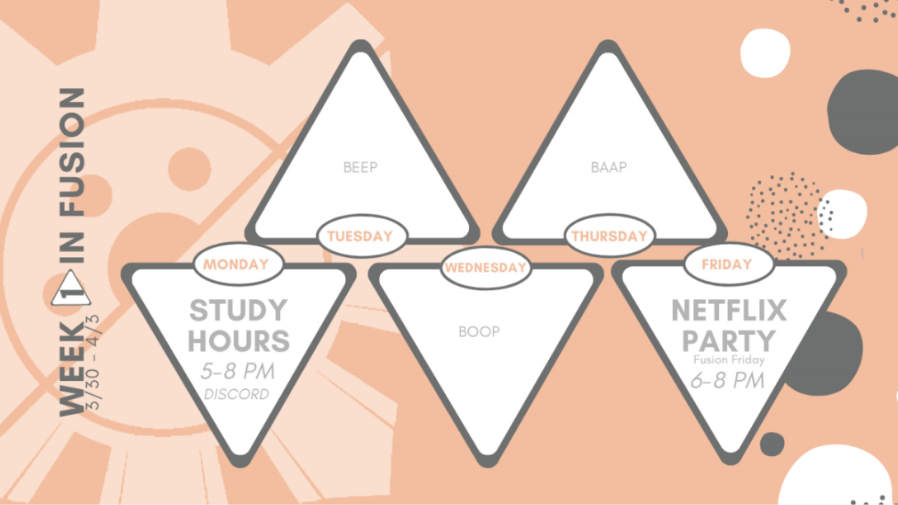 WEEK 1 IN FUSION
3/30 - 4/3
MONDAY
STUDY
HOURS
5-8 PM
DISCORD
TUESDAY
BEEP
WEDNESDAY
BOOP
THURSDAY
BAAP
FRIDAY
NETFLIX
PARTY
Fusion Friday
6-8 PM
1